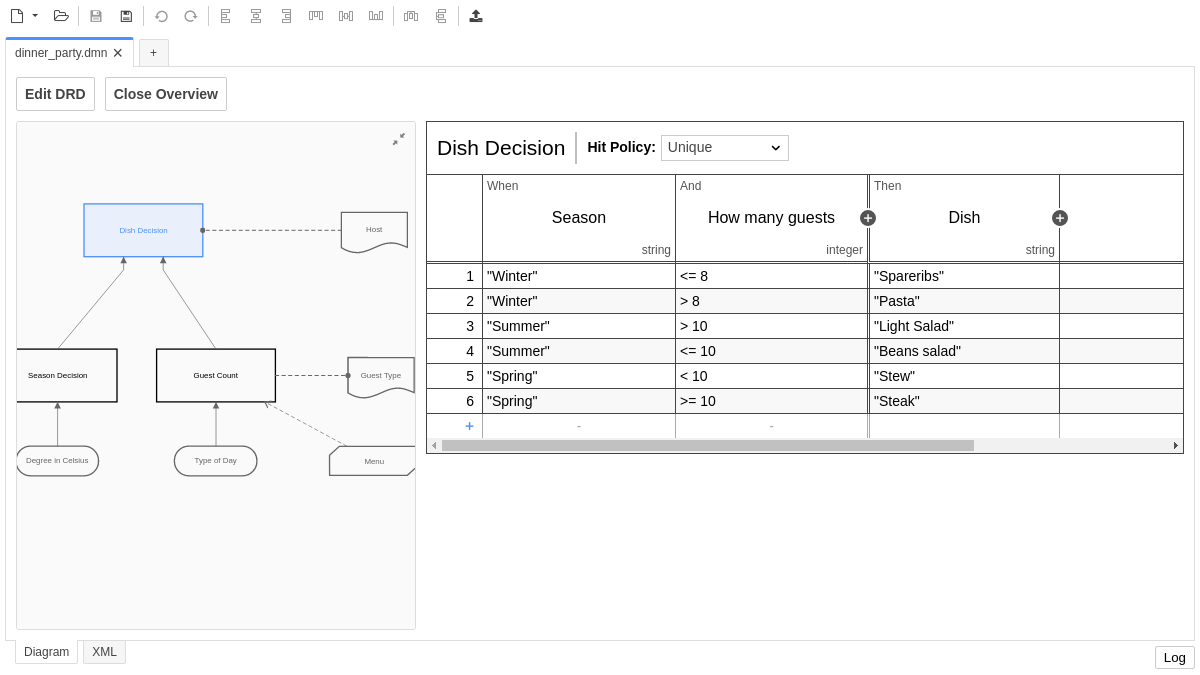 dinner_party.dmn
+
Edit DRD
Close Overview
Dish Decision
Host
Season Decision
Guest Count
Guest Type
Degree in Celsius
Type of Day
Menu
Dish Decision
Hit Policy: Unique
When And Then
Season How many guests Dish
string integer string
1 "Winter" <= 8 "Spareribs"
2 "Winter" > 8 "Pasta"
3 "Summer" > 10 "Light Salad"
4 "Summer" <= 10 "Beans salad"
5 "Spring" < 10 "Stew"
6 "Spring" >= 10 "Steak"
+ - -
Diagram XML
Log